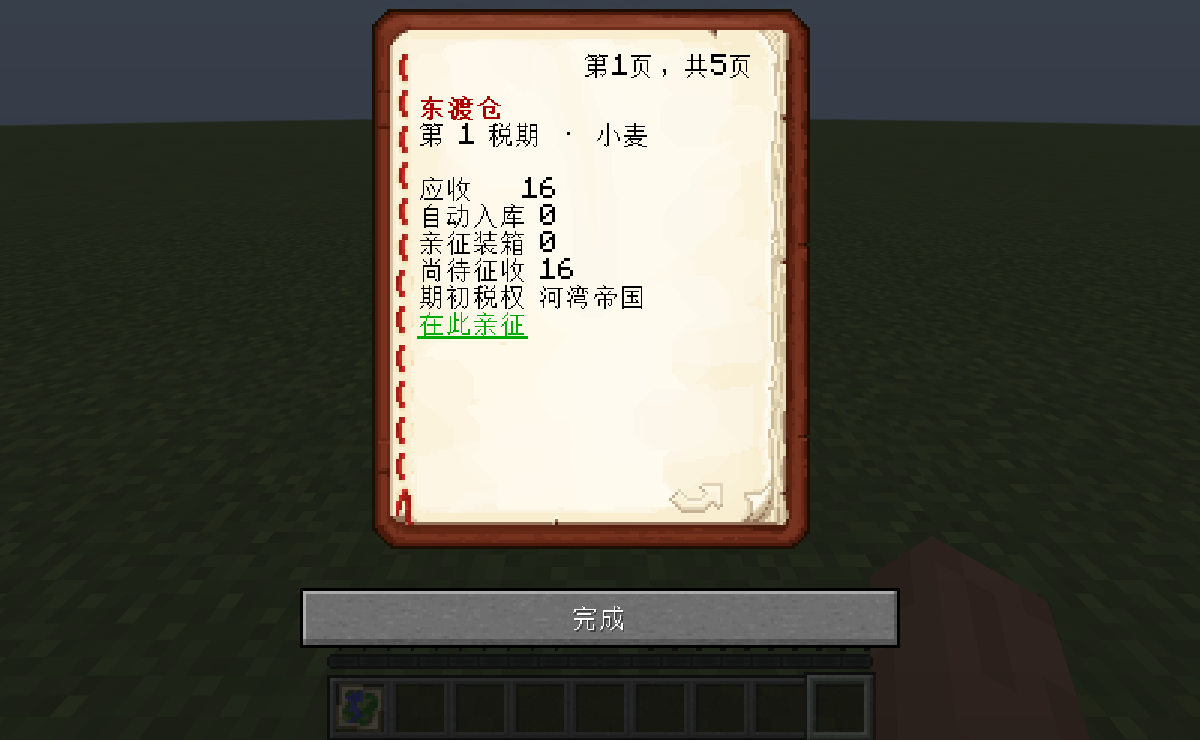 第1页，共5页
东渡仓
第 1 税期 · 小麦
应收 16
自动入库 0
亲征装箱 0
尚待征收 16
期初税权 河湾帝国
在此亲征
完成